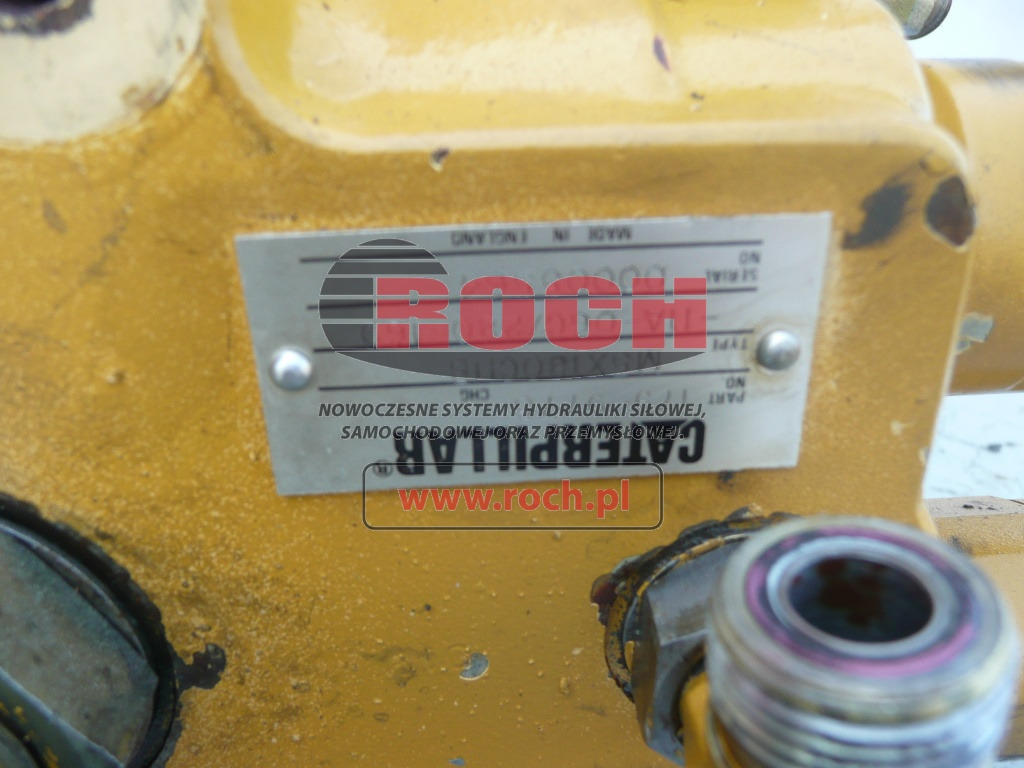 ROCH
NOWOCZESNE SYSTEMY HYDRAULIKI SIŁOWEJ,
SAMOCHODOWEJ ORAZ PRZEMYSŁOWEJ.
www.roch.pl
CATERPILLAR®
PART NO. CHG
TYPE
SERIAL NO
MADE IN ENGLAND